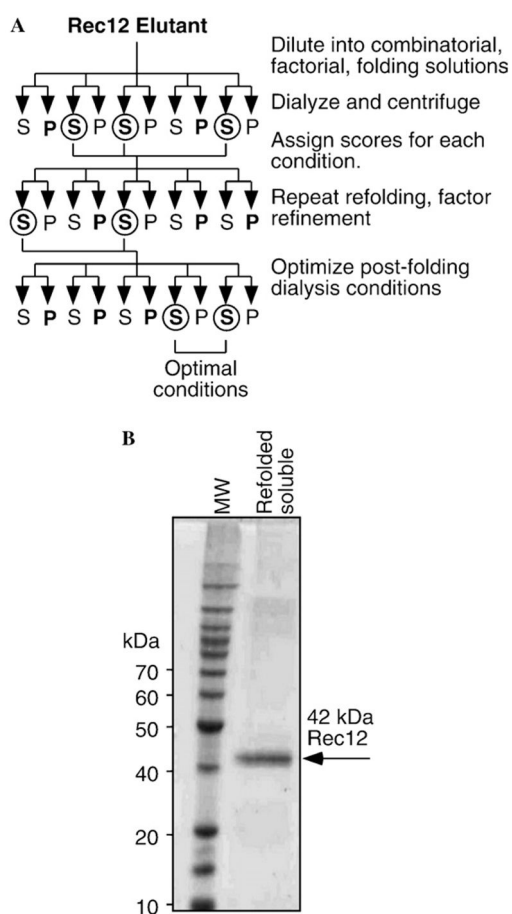 A
Rec12 Elutant
Dilute into combinatorial,
factorial, folding solutions
Dialyze and centrifuge
S P S P S P S P S P
Assign scores for each
condition.
Repeat refolding, factor
refinement
S P S P S P S P S P
Optimize post-folding
dialysis conditions
S P S P S P S P S P
Optimal
conditions
B
MW
Refolded
soluble
kDa
70
60
50
40
20
10
42 kDa
Rec12